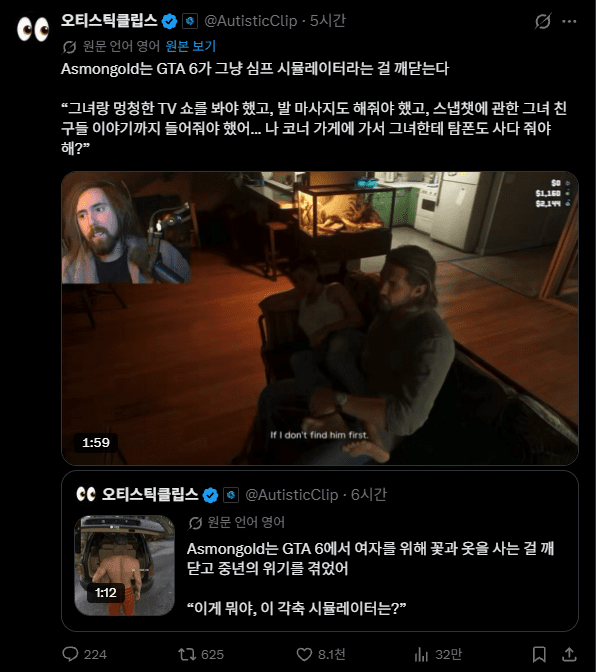 오티스틱클립스 @AutisticClip · 5시간
원문 언어 영어 원본 보기
Asmongold는 GTA 6가 그냥 심프 시뮬레이터라는 걸 깨닫는다
“그녀랑 멍청한 TV 쇼를 봐야 했고, 발 마사지도 해줘야 했고, 스냅챗에 관한 그녀 친
구들 이야기까지 들어줘야 했어... 나 코너 가게에 가서 그녀한테 탐폰도 사다 줘야
해?”
$0
$1,150
$2,144
If I don't find him first.
1:59
오티스틱클립스 @AutisticClip · 6시간
원문 언어 영어
Asmongold는 GTA 6에서 여자를 위해 꽃과 옷을 사는 걸 깨
닫고 중년의 위기를 겪었어
1:12
“이게 뭐야, 이 각축 시뮬레이터는?”
224
625
8.1천
32만